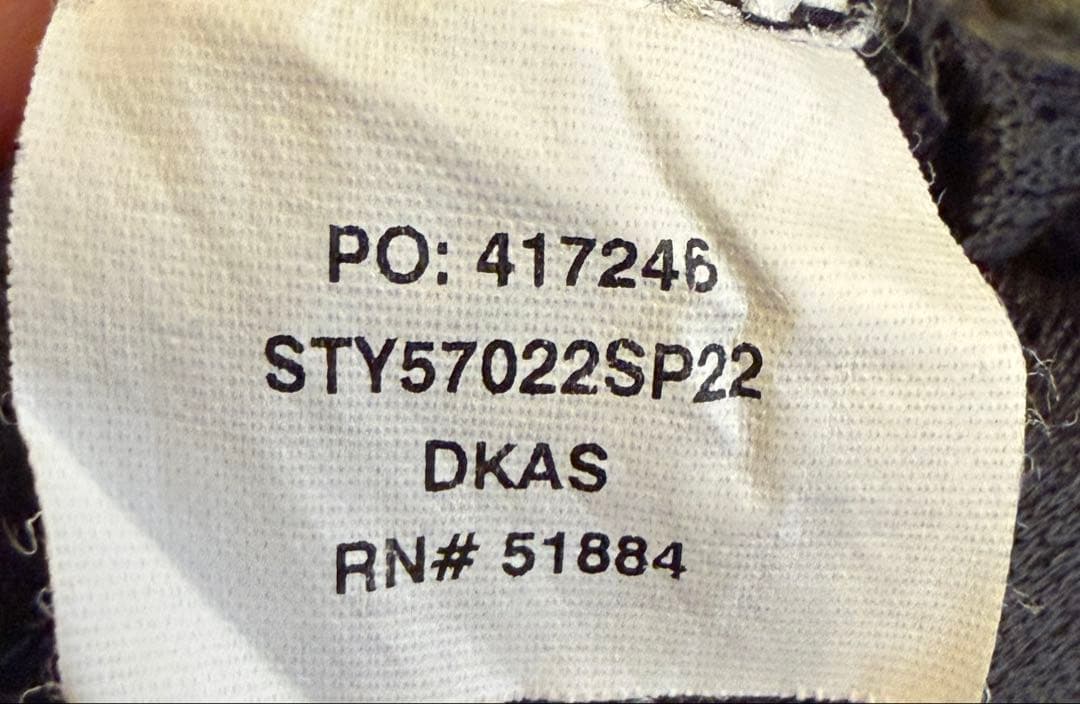 PO: 417246
STY57022SP22
DKAS
RN# 51884